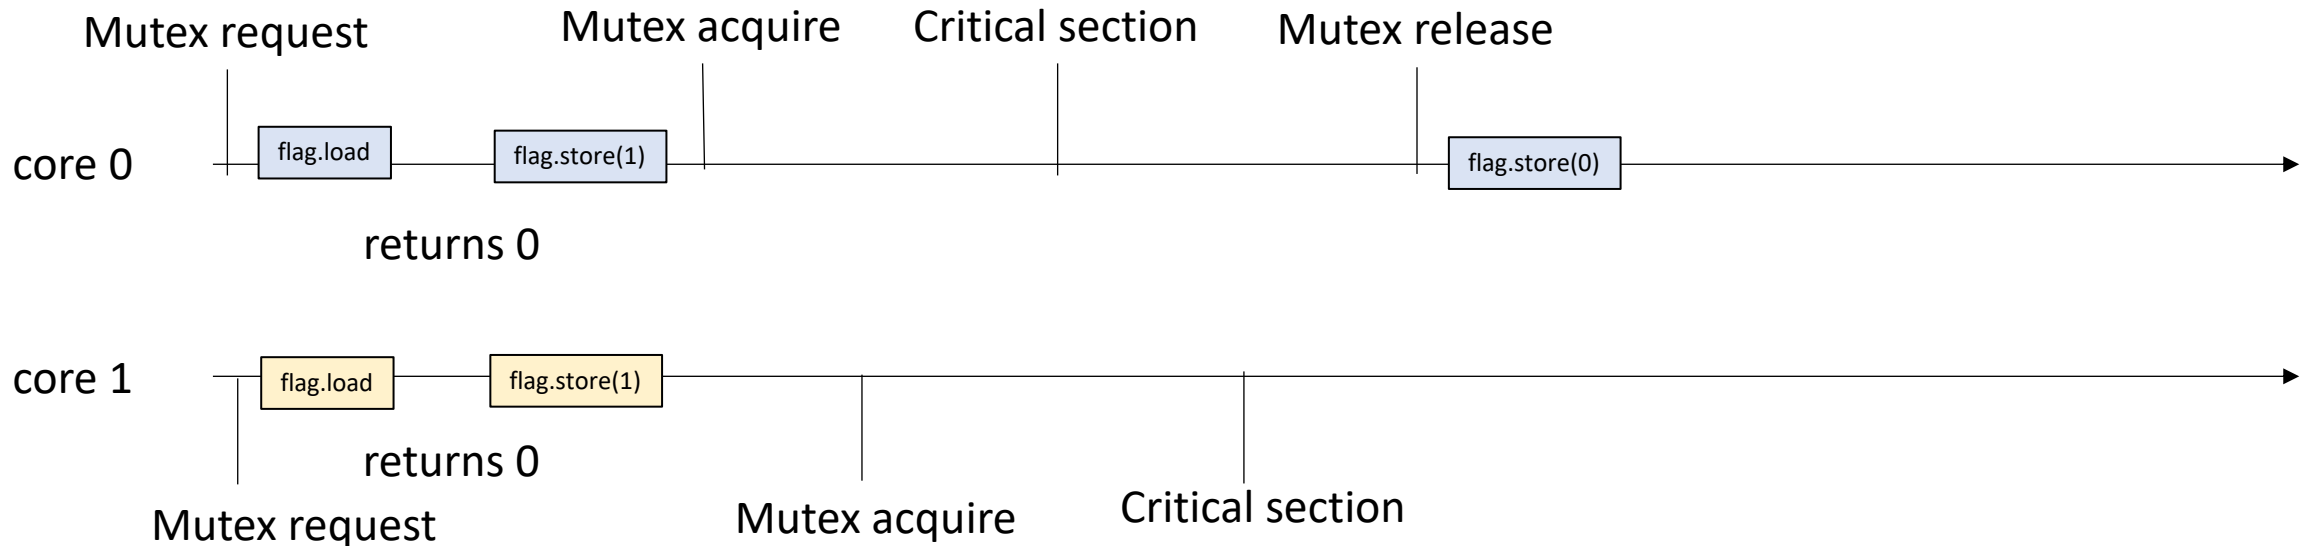 Mutex request
Mutex acquire
Critical section
Mutex release
core 0
flag.load
flag.store(1)
flag.store(0)
returns 0
core 1
flag.load
flag.store(1)
returns 0
Mutex request
Mutex acquire
Critical section